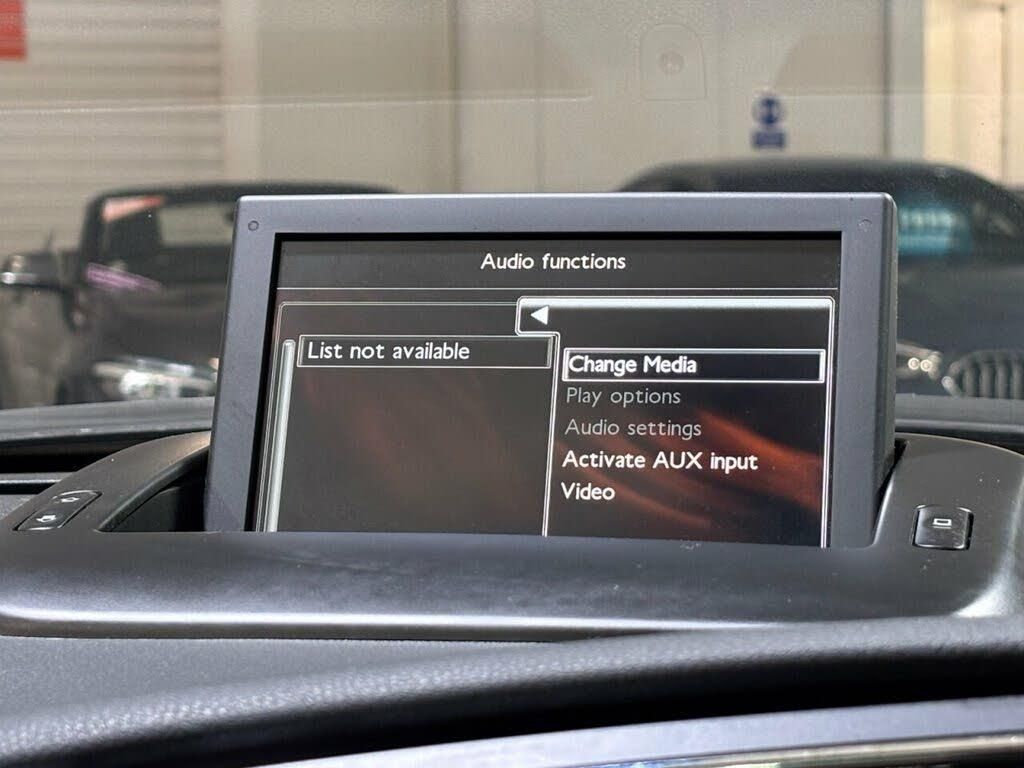 Audio functions
List not available
Change Media
Play options
Audio settings
Activate AUX input
Video